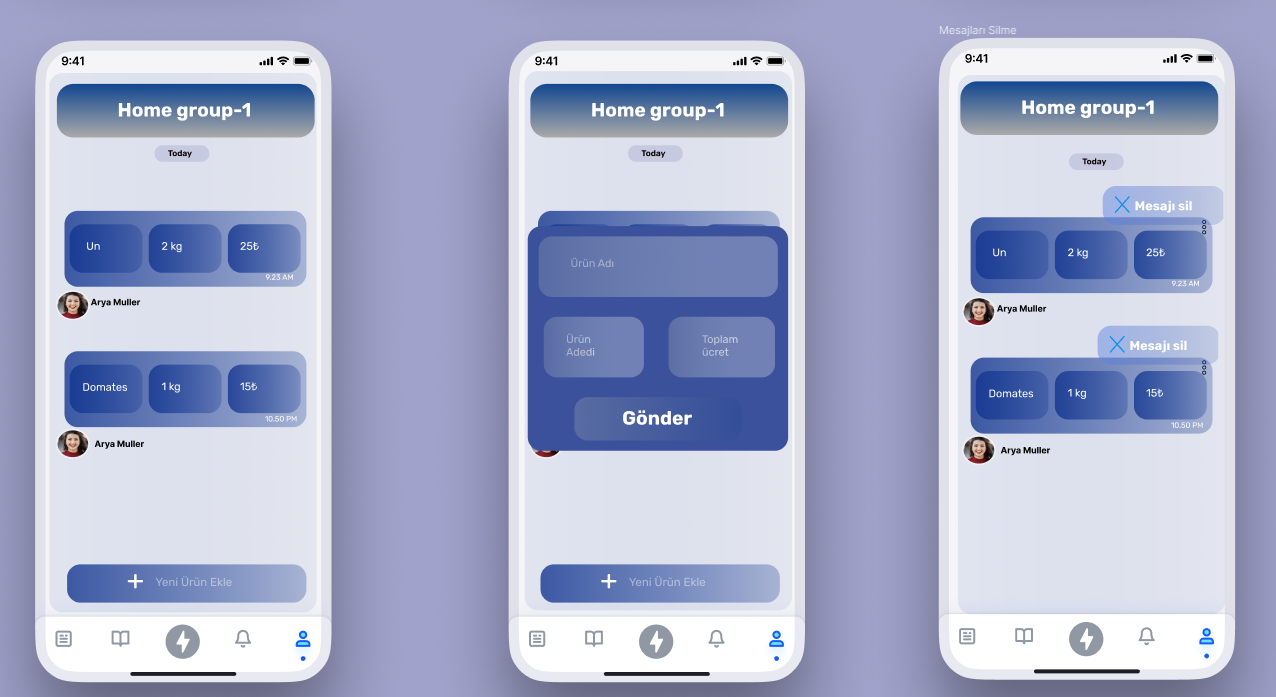 9:41
Home group-1
Today
Un
2 kg
25₺
9.23 AM
Arya Muller
Domates
1 kg
15₺
10.50 PM
Arya Muller
Yeni Ürün Ekle
9:41
Home group-1
Today
Ürün Adı
Ürün
Adedi
Toplam
ücret
Gönder
Yeni Ürün Ekle
Mesajları Silme
9:41
Home group-1
Today
Mesajı sil
Un
2 kg
25₺
9.23 AM
Arya Muller
Mesajı sil
Domates
1 kg
15₺
10.50 PM
Arya Muller